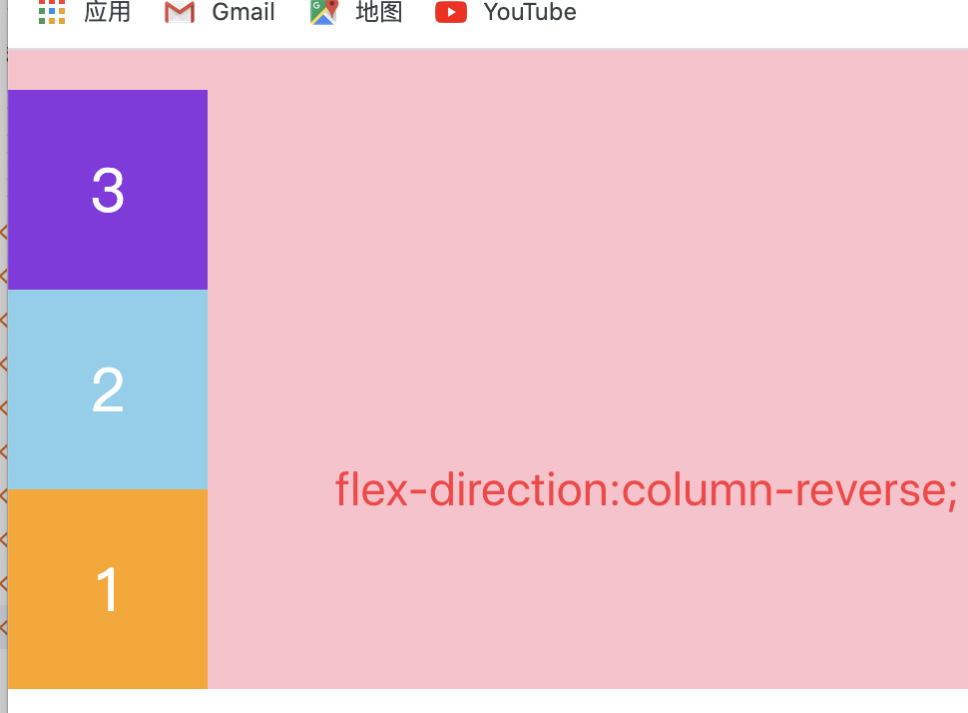 应用 Gmail 地图 YouTube
3
2
flex-direction:column-reverse;
1